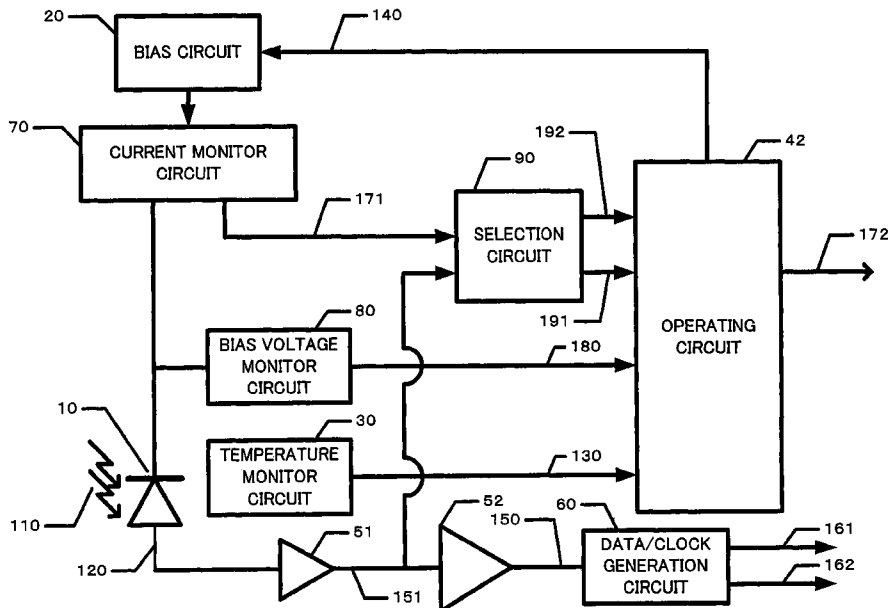 20
BIAS CIRCUIT
140
70
CURRENT MONITOR
CIRCUIT
171
90
SELECTION
CIRCUIT
192
191
42
OPERATING
CIRCUIT
172
80
BIAS VOLTAGE
MONITOR
CIRCUIT
180
10
110
30
TEMPERATURE
MONITOR
CIRCUIT
130
120
51
151
52
150
60
DATA/CLOCK
GENERATION
CIRCUIT
161
162